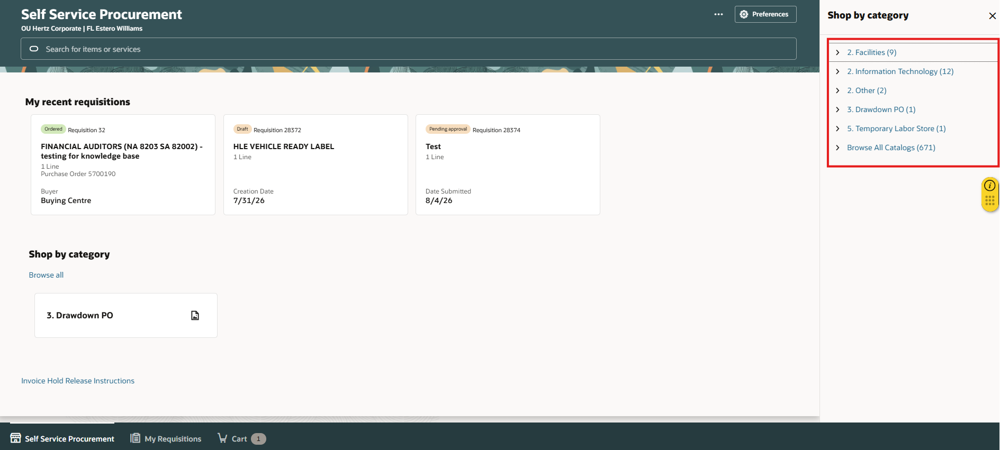 Self Service Procurement
OU Hertz Corporate | FL Estero Williams
Preferences
Search for items or services
My recent requisitions
Ordered Requisition 32
FINANCIAL AUDITORS (NA 8203 SA 82002) -
testing for knowledge base
1 Line
Purchase Order 5700190
Buyer
Buying Centre
Draft Requisition 28372
HLE VEHICLE READY LABEL
1 Line
Creation Date
7/31/26
Pending approval Requisition 28374
Test
1 Line
Date Submitted
8/4/26
Shop by category
Browse all
3. Drawdown PO
Invoice Hold Release Instructions
Shop by category
2. Facilities (9)
2. Information Technology (12)
2. Other (2)
3. Drawdown PO (1)
5. Temporary Labor Store (1)
Browse All Catalogs (671)
i
Self Service Procurement
My Requisitions
Cart 1